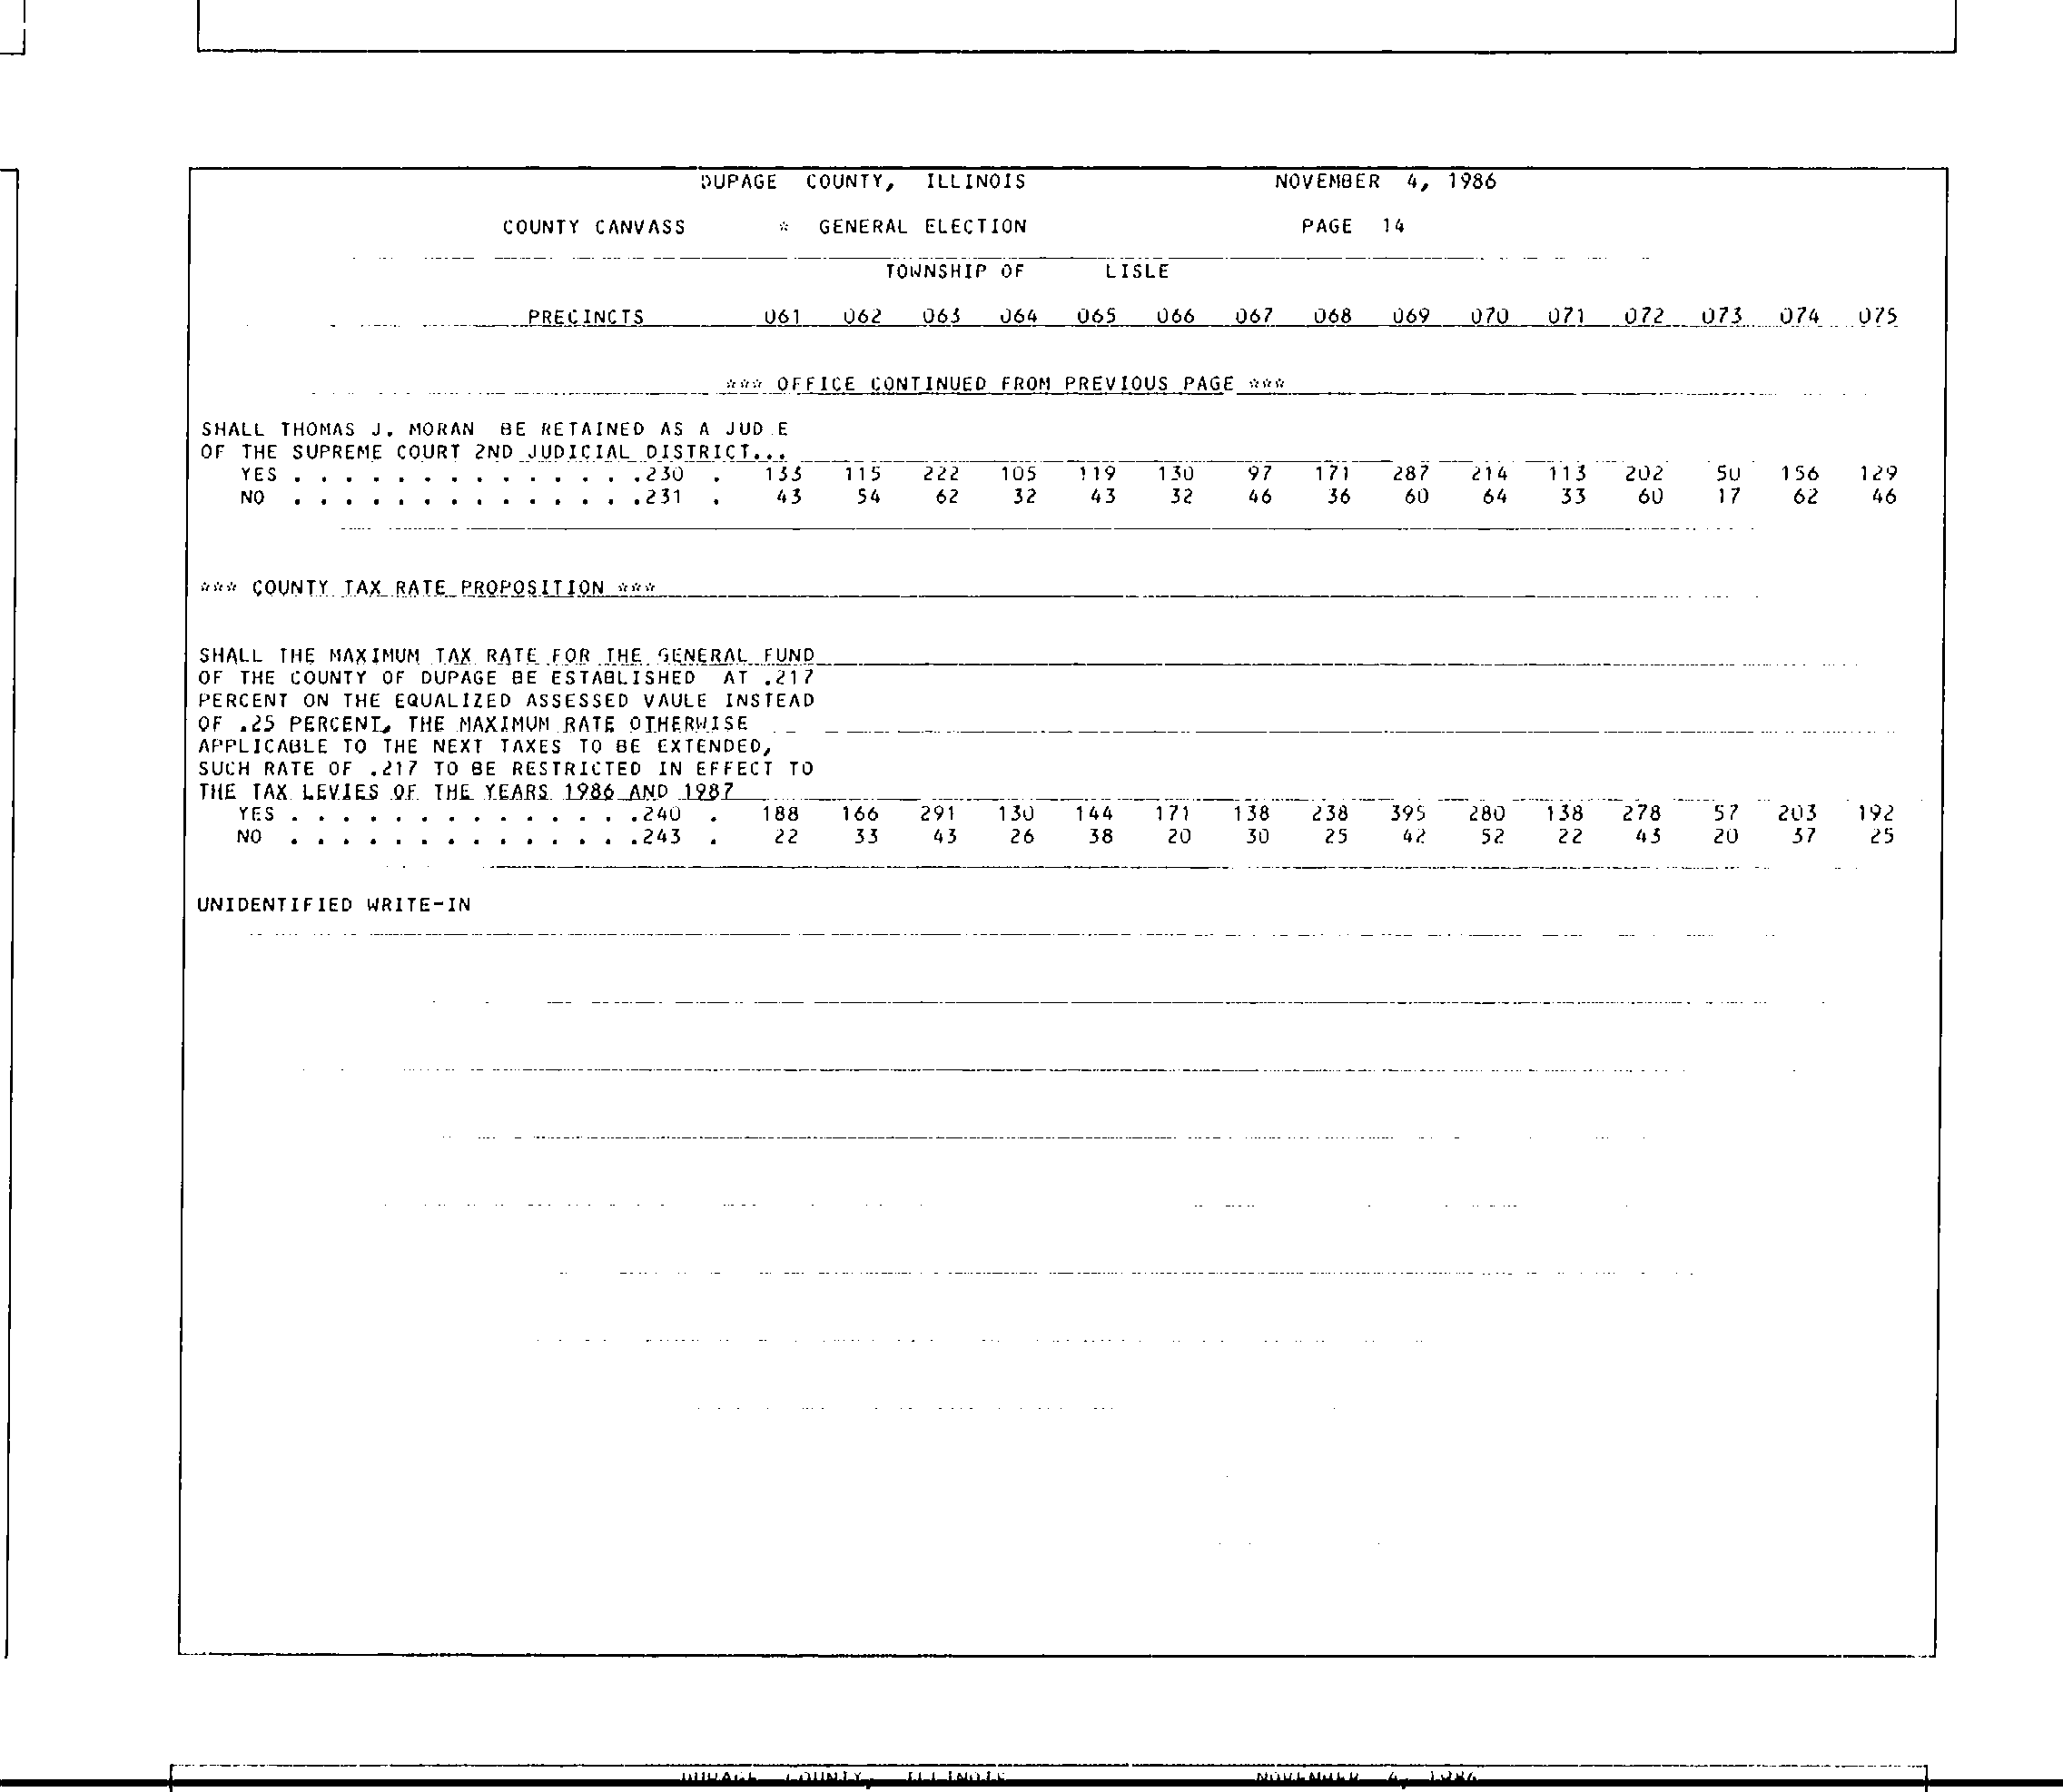 DUPAGE COUNTY, ILLINOIS NOVEMBER 4, 1986
COUNTY CANVASS * GENERAL ELECTION PAGE 14
TOWNSHIP OF LISLE
PRECINCTS 061 062 063 064 065 066 067 068 069 070 071 072 073 074 075
*** OFFICE CONTINUED FROM PREVIOUS PAGE ***
SHALL THOMAS J. MORAN BE RETAINED AS A JUD E
OF THE SUPREME COURT 2ND JUDICIAL DISTRICT...
YES . . . . . . . . . . . . . .230 . 133 115 222 105 119 130 97 171 287 214 113 202 50 156 129
NO . . . . . . . . . . . . . .231 . 43 54 62 32 43 32 46 36 60 64 33 60 17 62 46
*** COUNTY TAX RATE PROPOSITION ***
SHALL THE MAXIMUM TAX RATE FOR THE GENERAL FUND
OF THE COUNTY OF DUPAGE BE ESTABLISHED AT .217
PERCENT ON THE EQUALIZED ASSESSED VAULE INSTEAD
OF .25 PERCENT, THE MAXIMUM RATE OTHERWISE
APPLICABLE TO THE NEXT TAXES TO BE EXTENDED,
SUCH RATE OF .217 TO BE RESTRICTED IN EFFECT TO
THE TAX LEVIES OF THE YEARS 1986 AND 1987
YES . . . . . . . . . . . . . .240 . 188 166 291 130 144 171 138 238 395 280 138 278 57 203 192
NO . . . . . . . . . . . . . .243 . 22 33 43 26 38 20 30 25 42 52 22 43 20 37 25
UNIDENTIFIED WRITE-IN
DUPAGE COUNTY, ILLINOIS NOVEMBER 4, 1986